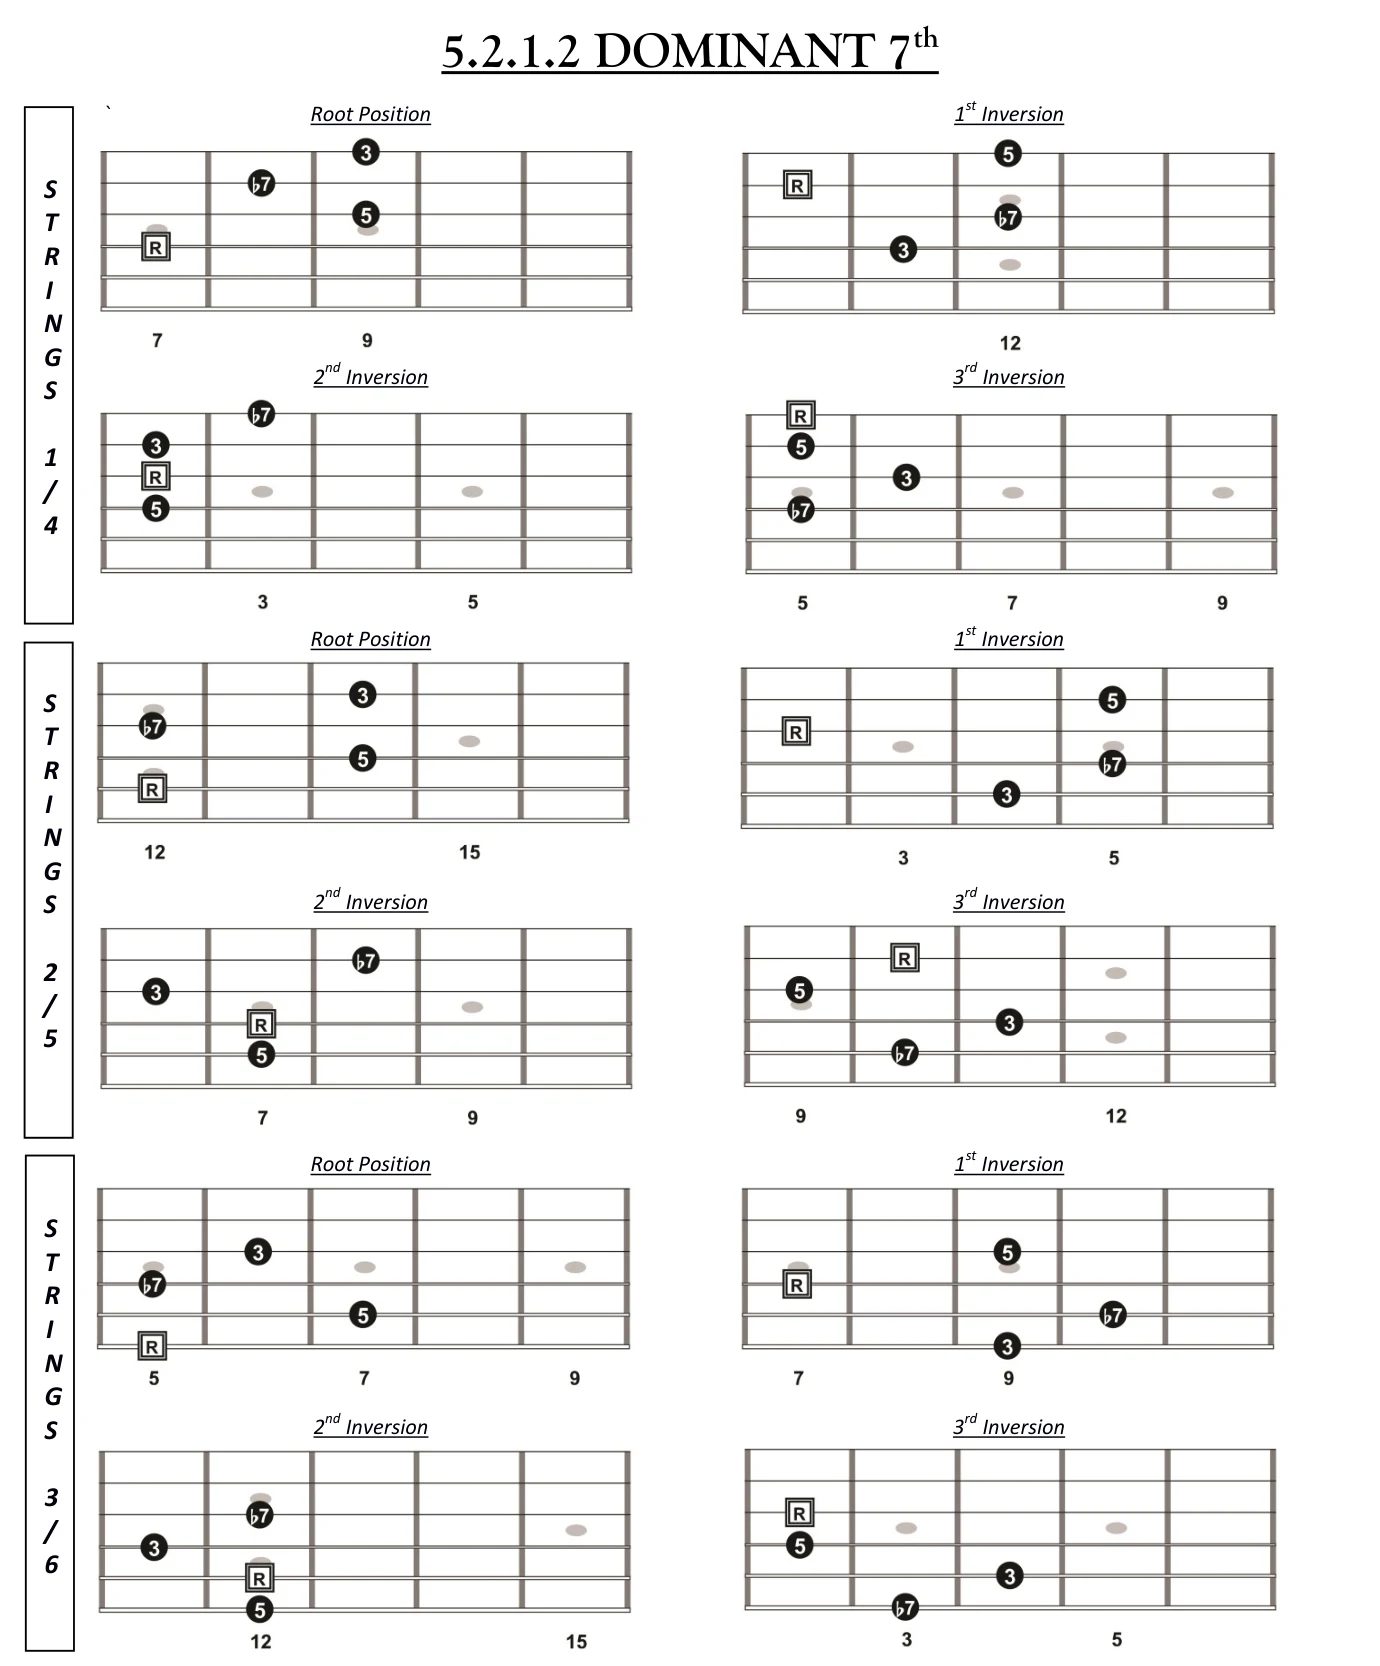 5.2.1.2 DOMINANT 7th
STRINGS 1/4
`
Root Position
3
♭7
5
R
7 9
1st Inversion
5
R
♭7
3
12
2nd Inversion
♭7
3
R
5
3 5
3rd Inversion
R
5
3
♭7
5 7 9
STRINGS 2/5
Root Position
3
♭7
5
R
12 15
1st Inversion
5
R
♭7
3
3 5
2nd Inversion
♭7
3
R
5
7 9
3rd Inversion
R
5
3
♭7
9 12
STRINGS 3/6
Root Position
3
♭7
5
R
5 7 9
1st Inversion
5
R
♭7
3
7 9
2nd Inversion
♭7
3
R
5
12 15
3rd Inversion
R
5
3
♭7
3 5